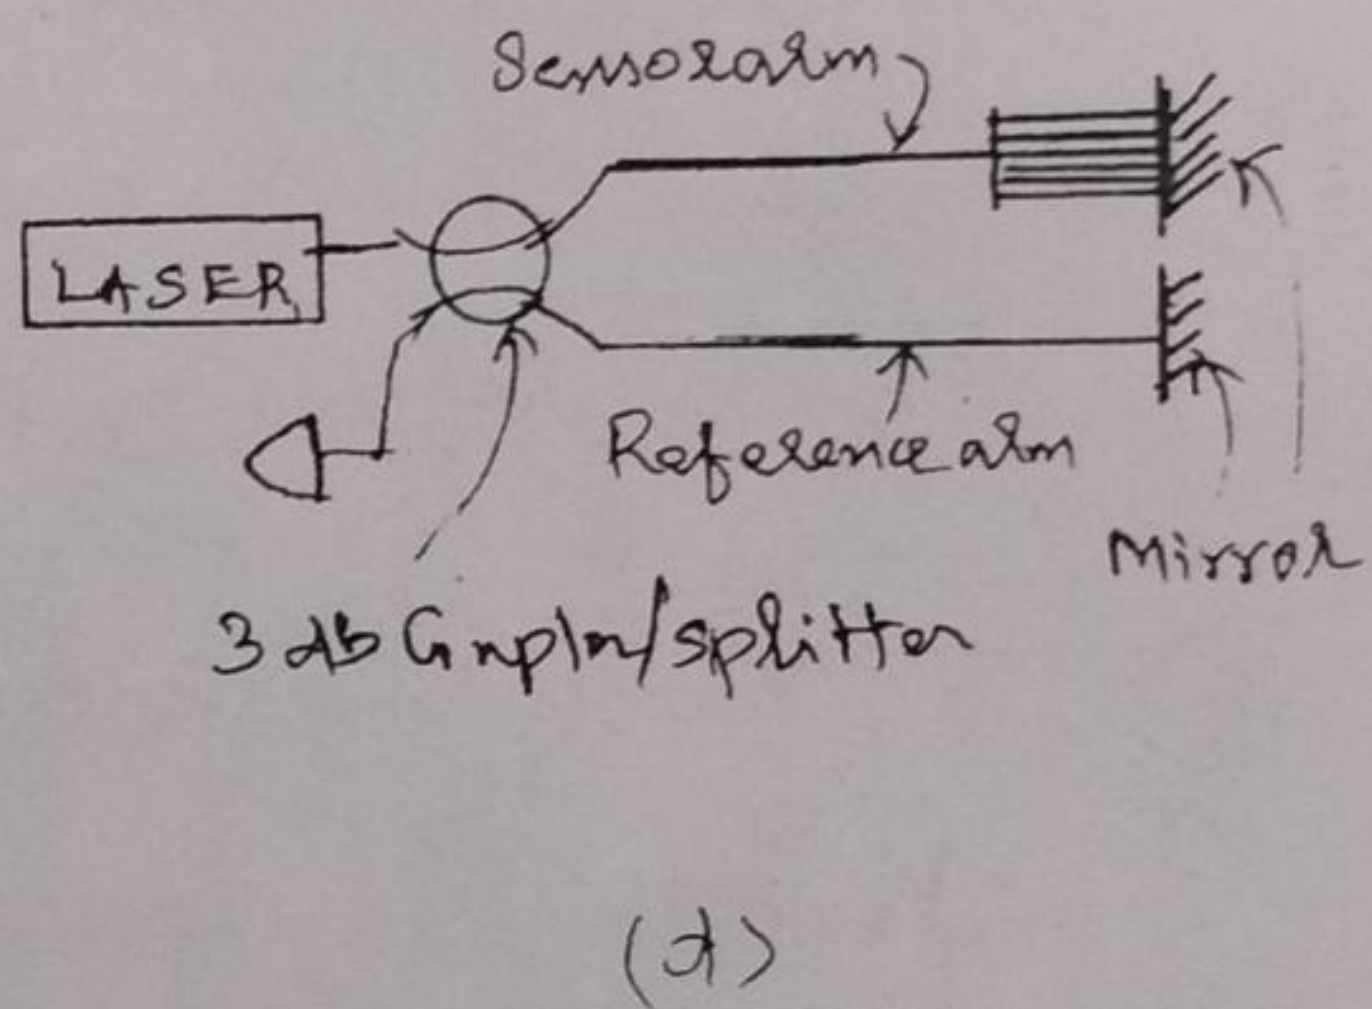 Sensor arm
LASER
Reference arm
Mirror
3 dB Coupler/splitter
(d)